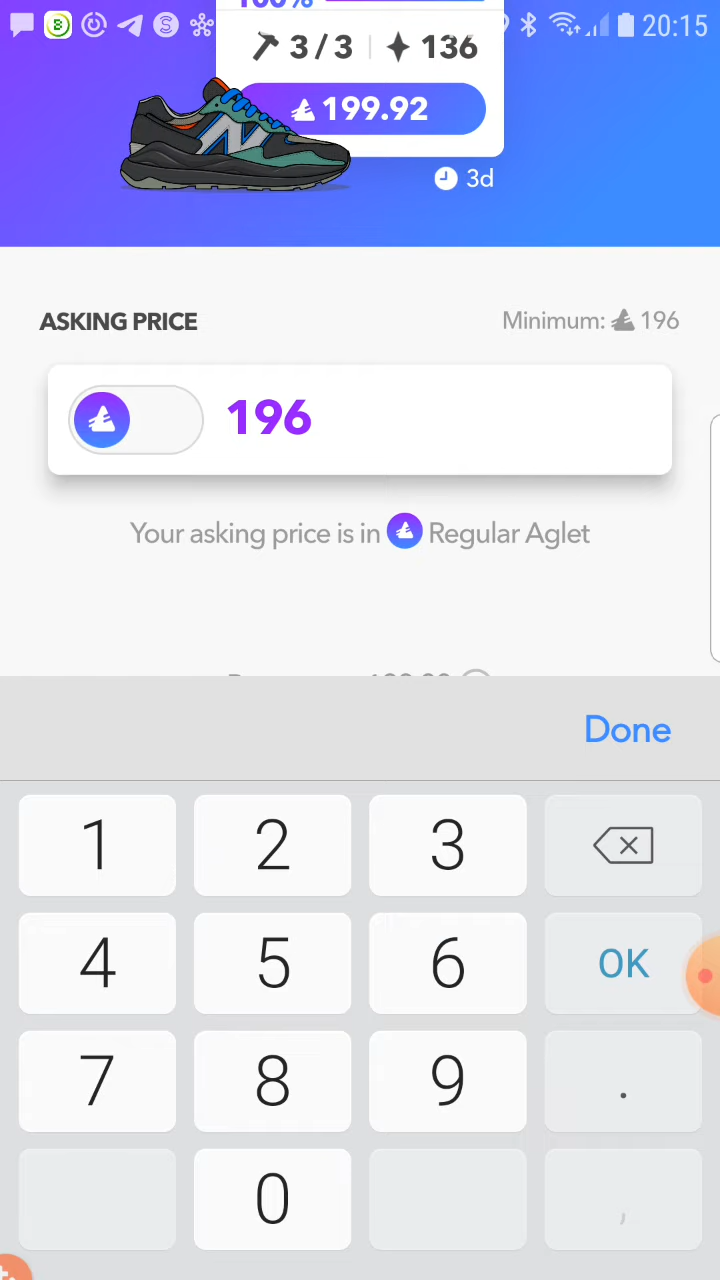 100%
20:15
3/3 | 136
199.92
3d
ASKING PRICE
Minimum: 196
196
Your asking price is in Regular Aglet
Done
1 2 3
4 5 6 OK
7 8 9 .
0 ,